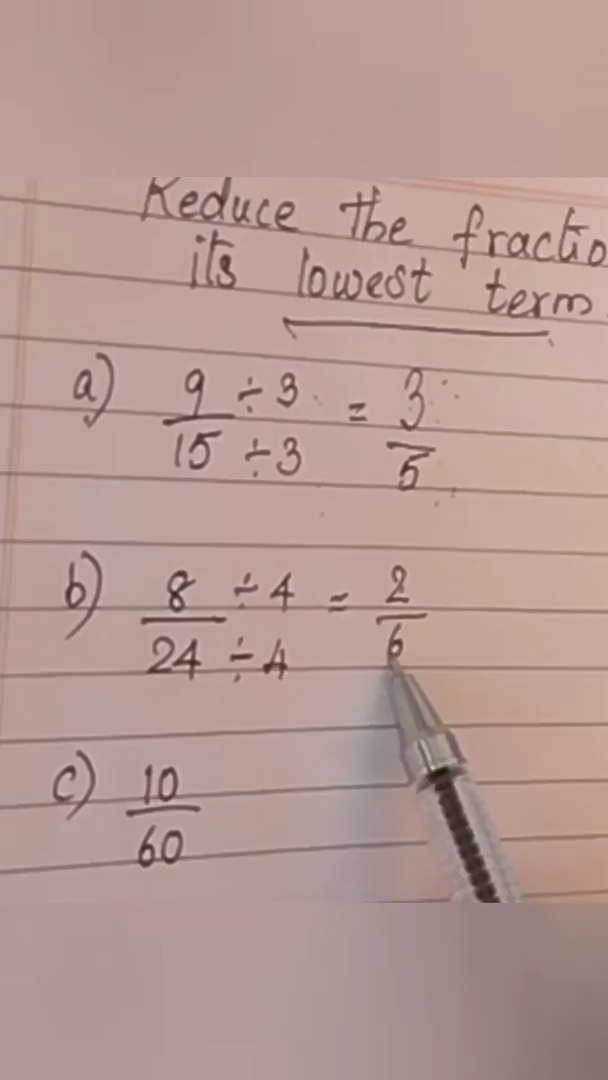 Reduce the fractio
its lowest term
a) 9 ÷ 3 = 3
15 ÷ 3 5
b) 8 ÷ 4 = 2
24 ÷ 4 6
c) 10
60